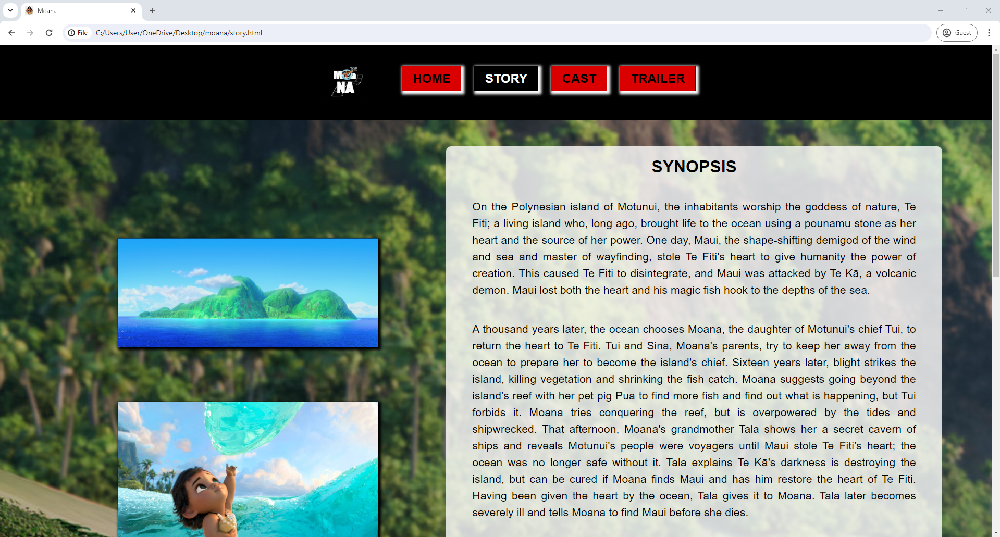 Moana
File C:/Users/User/OneDrive/Desktop/moana/story.html Guest
MOVIE
REVIEW
Moana
NA
HOME STORY CAST TRAILER
SYNOPSIS
On the Polynesian island of Motunui, the inhabitants worship the goddess of nature, Te
Fiti; a living island who, long ago, brought life to the ocean using a pounamu stone as her
heart and the source of her power. One day, Maui, the shape-shifting demigod of the wind
and sea and master of wayfinding, stole Te Fiti's heart to give humanity the power of
creation. This caused Te Fiti to disintegrate, and Maui was attacked by Te Kā, a volcanic
demon. Maui lost both the heart and his magic fish hook to the depths of the sea.
A thousand years later, the ocean chooses Moana, the daughter of Motunui's chief Tui, to
return the heart to Te Fiti. Tui and Sina, Moana's parents, try to keep her away from the
ocean to prepare her to become the island's chief. Sixteen years later, blight strikes the
island, killing vegetation and shrinking the fish catch. Moana suggests going beyond the
island's reef with her pet pig Pua to find more fish and find out what is happening, but Tui
forbids it. Moana tries conquering the reef, but is overpowered by the tides and
shipwrecked. That afternoon, Moana's grandmother Tala shows her a secret cavern of
ships and reveals Motunui's people were voyagers until Maui stole Te Fiti's heart; the
ocean was no longer safe without it. Tala explains Te Kā's darkness is destroying the
island, but can be cured if Moana finds Maui and has him restore the heart of Te Fiti.
Having been given the heart by the ocean, Tala gives it to Moana. Tala later becomes
severely ill and tells Moana to find Maui before she dies.